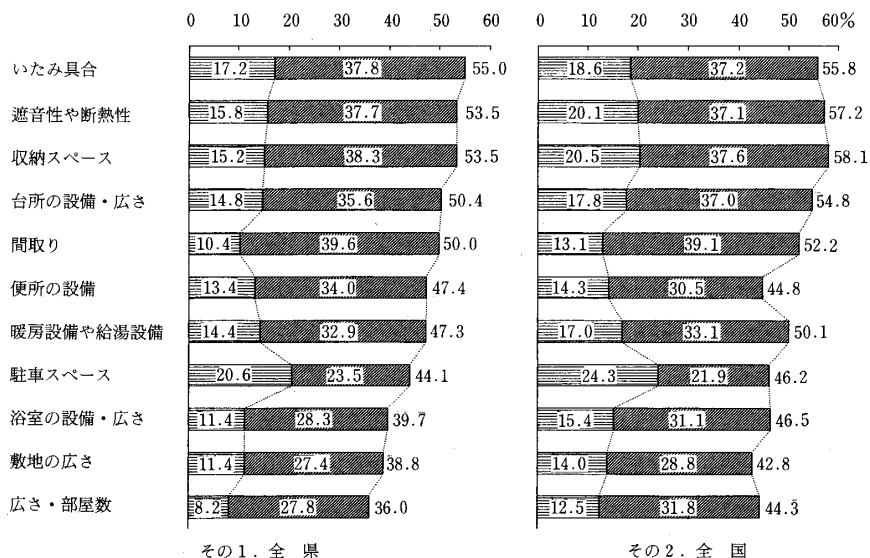 0 10 20 30 40 50 60 0 10 20 30 40 50 60%
いたみ具合 17.2 37.8 55.0 18.6 37.2 55.8
遮音性や断熱性 15.8 37.7 53.5 20.1 37.1 57.2
収納スペース 15.2 38.3 53.5 20.5 37.6 58.1
台所の設備・広さ 14.8 35.6 50.4 17.8 37.0 54.8
間取り 10.4 39.6 50.0 13.1 39.1 52.2
便所の設備 13.4 34.0 47.4 14.3 30.5 44.8
暖房設備や給湯設備 14.4 32.9 47.3 17.0 33.1 50.1
駐車スペース 20.6 23.5 44.1 24.3 21.9 46.2
浴室の設備・広さ 11.4 28.3 39.7 15.4 31.1 46.5
敷地の広さ 11.4 27.4 38.8 14.0 28.8 42.8
広さ・部屋数 8.2 27.8 36.0 12.5 31.8 44.3
その1．全 県 その2．全 国